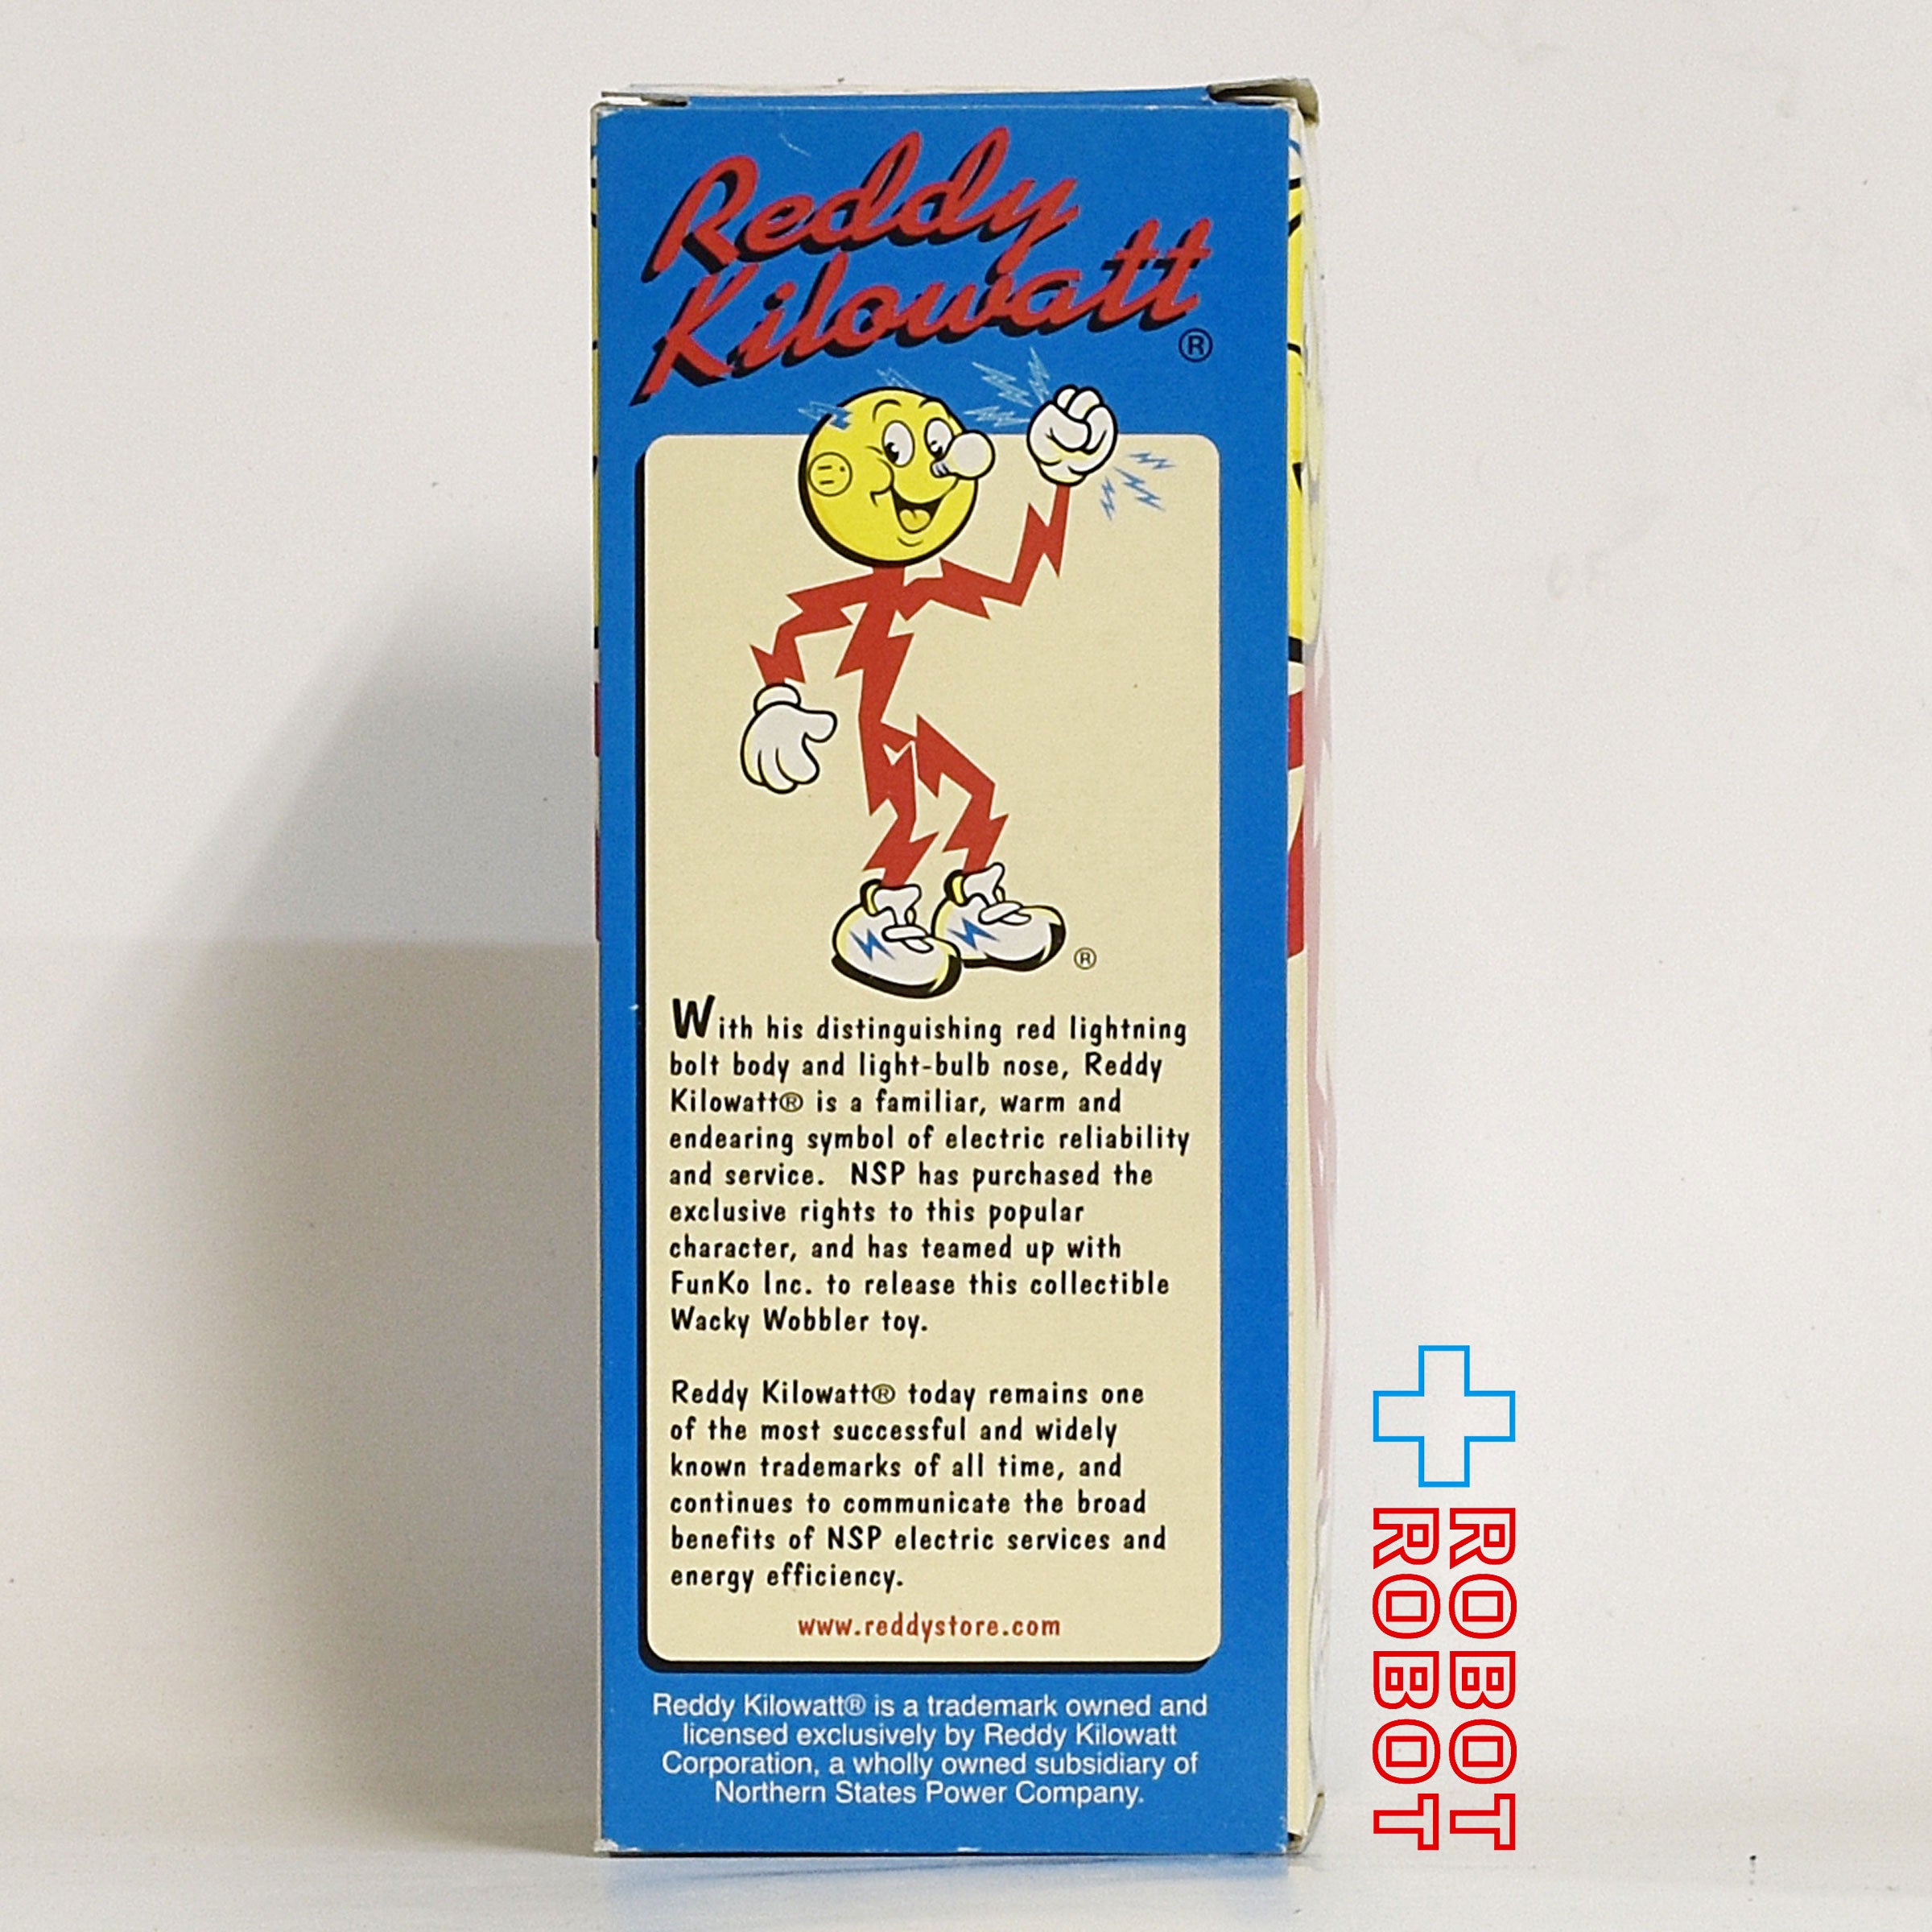 Reddy
Kilowatt
®
®
With his distinguishing red lightning
bolt body and light-bulb nose, Reddy
Kilowatt® is a familiar, warm and
endearing symbol of electric reliability
and service. NSP has purchased the
exclusive rights to this popular
character, and has teamed up with
FunKo Inc. to release this collectible
Wacky Wobbler toy.
Reddy Kilowatt® today remains one
of the most successful and widely
known trademarks of all time, and
continues to communicate the broad
benefits of NSP electric services and
energy efficiency.
www.reddystore.com
Reddy Kilowatt® is a trademark owned and
licensed exclusively by Reddy Kilowatt
Corporation, a wholly owned subsidiary of
Northern States Power Company.
ROBOT
ROBOT